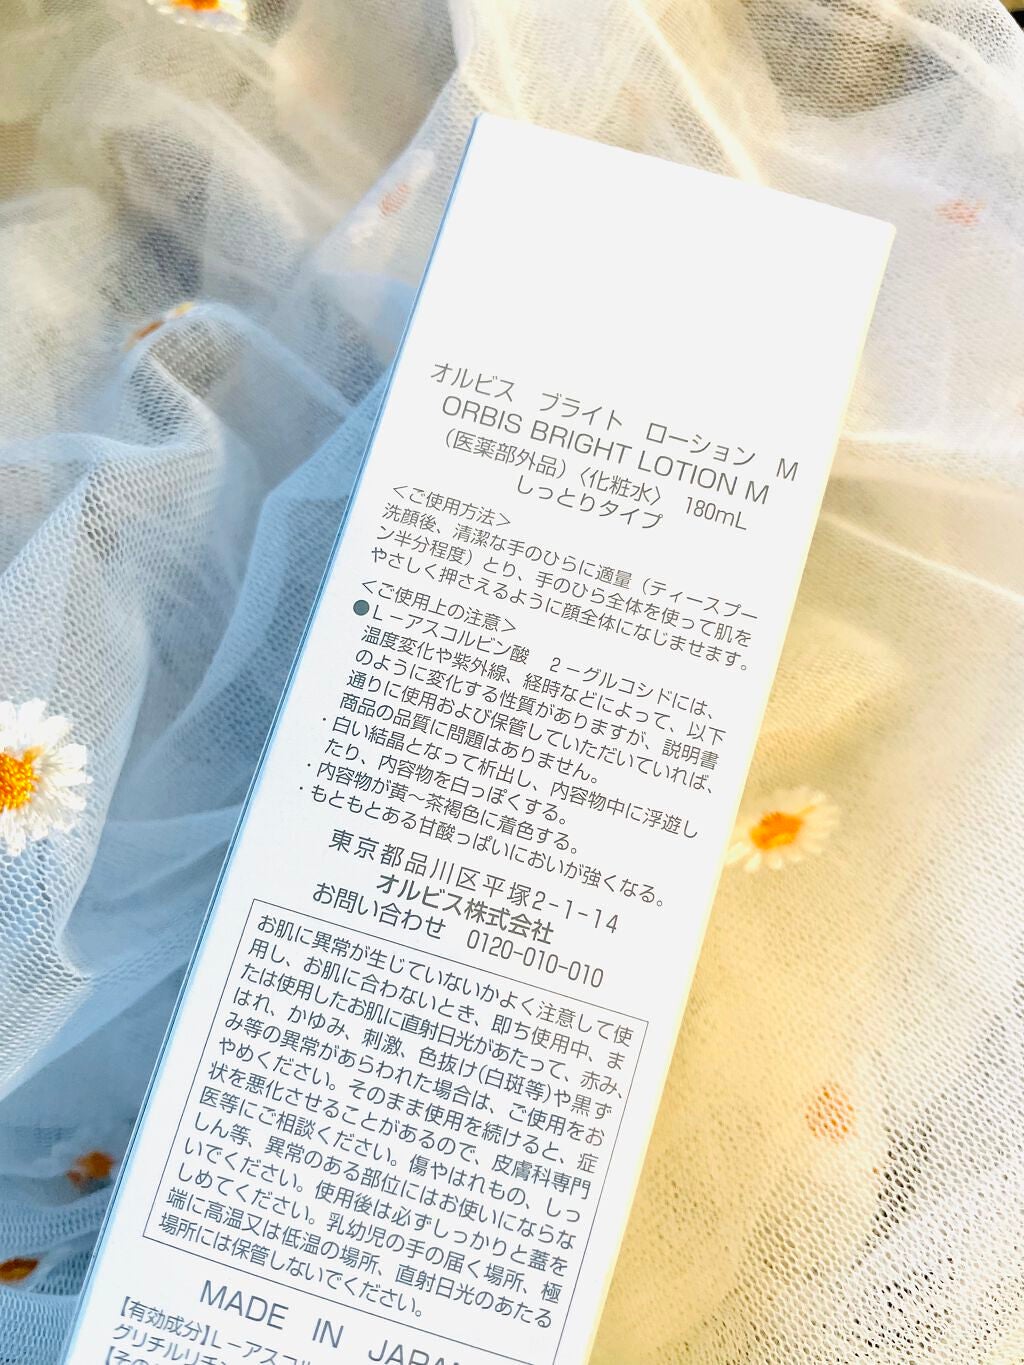 オルビス　ブライト　ローション　M
ORBIS BRIGHT LOTION M
（医薬部外品）〈化粧水〉　180mL
しっとりタイプ
＜ご使用方法＞
洗顔後、清潔な手のひらに適量（ティースプー
ン半分程度）とり、手のひら全体を使って肌を
やさしく押さえるように顔全体になじませます。
＜ご使用上の注意＞
●L－アスコルビン酸　2－グルコシドには、
温度変化や紫外線、経時などによって、以下
のように変化する性質がありますが、説明書
通りに使用および保管していただいていれば、
商品の品質に問題はありません。
・白い結晶となって析出し、内容物中に浮遊し
たり、内容物を白っぽくする。
・内容物が黄～茶褐色に着色する。
・もともとある甘酸っぱいにおいが強くなる。
東京都品川区平塚2-1-14
オルビス株式会社
お問い合わせ　0120-010-010
お肌に異常が生じていないかよく注意して使
用し、お肌に合わないとき、即ち使用中、ま
たは使用したお肌に直射日光があたって、赤み、
はれ、かゆみ、刺激、色抜け(白斑等)や黒ず
み等の異常があらわれた場合は、ご使用をお
やめください。そのまま使用を続けると、症
状を悪化させることがあるので、皮膚科専門
医等にご相談ください。傷やはれもの、しっ
しん等、異常のある部位にはお使いにならな
いでください。使用後は必ずしっかりと蓋を
しめてください。乳幼児の手の届く場所、極
端に高温又は低温の場所、直射日光のあたる
場所には保管しないでください。
MADE IN JAPAN
【有効成分】L－アスコル
グリチルリチ
【その